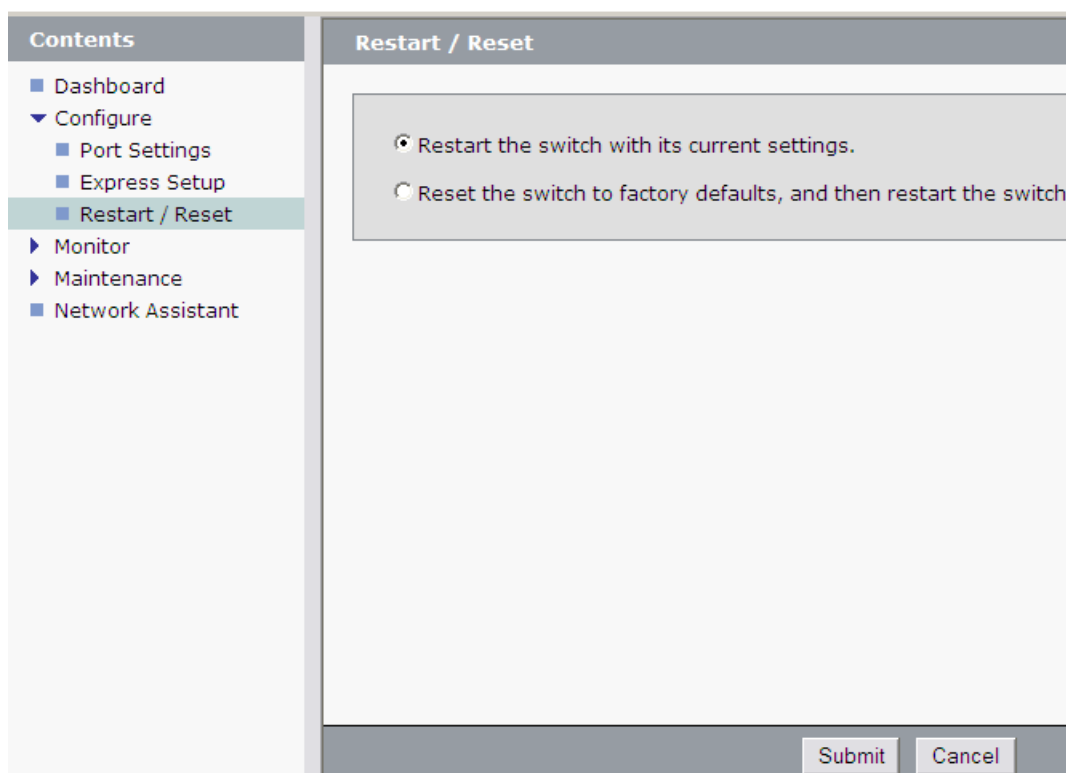 Contents
Dashboard
Configure
Port Settings
Express Setup
Restart / Reset
Monitor
Maintenance
Network Assistant
Restart / Reset
Restart the switch with its current settings.
Reset the switch to factory defaults, and then restart the switch
Submit
Cancel